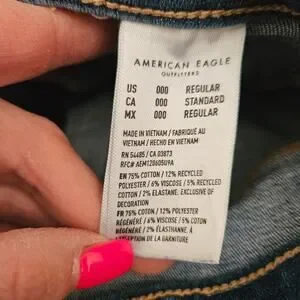 AMERICAN EAGLE
OUTFITTERS
US 000 REGULAR
CA 000 STANDARD
MX 000 REGULAR
MADE IN VIETNAM / FABRIQUÉ AU
VIETNAM / HECHO EN VIETNAM
RN 54485 / CA 03873
RFC# AEM120605U9A
EN 75% COTTON / 12% RECYCLED
POLYESTER / 6% VISCOSE / 5% RECYCLED
COTTON / 2% ELASTANE; EXCLUSIVE OF
DECORATION
FR 75% COTON / 12% POLYESTER
RÉGÉNÉRÉ / 6% VISCOSE / 5% COTON
RÉGÉNÉRÉ / 2% ÉLASTHANNE, À
EXCEPTION DE LA GARNITURE